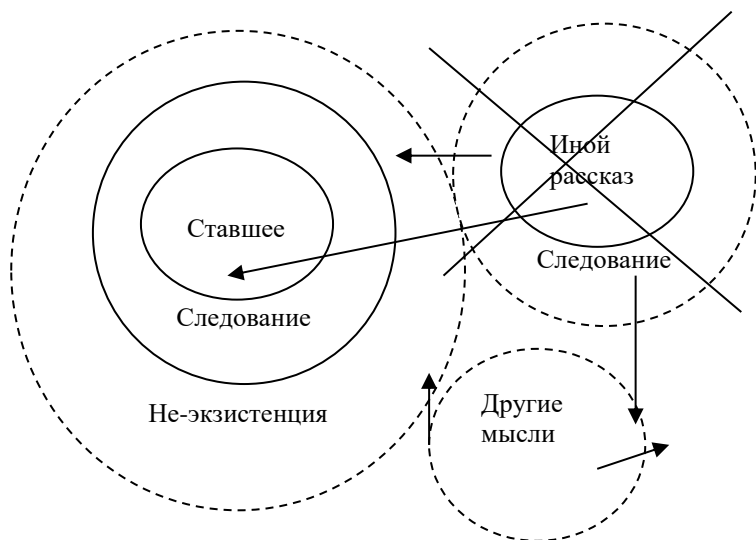 Иной
рассказ
Ставшее
Следование
Следование
Не-экзистенция
Другие
мысли